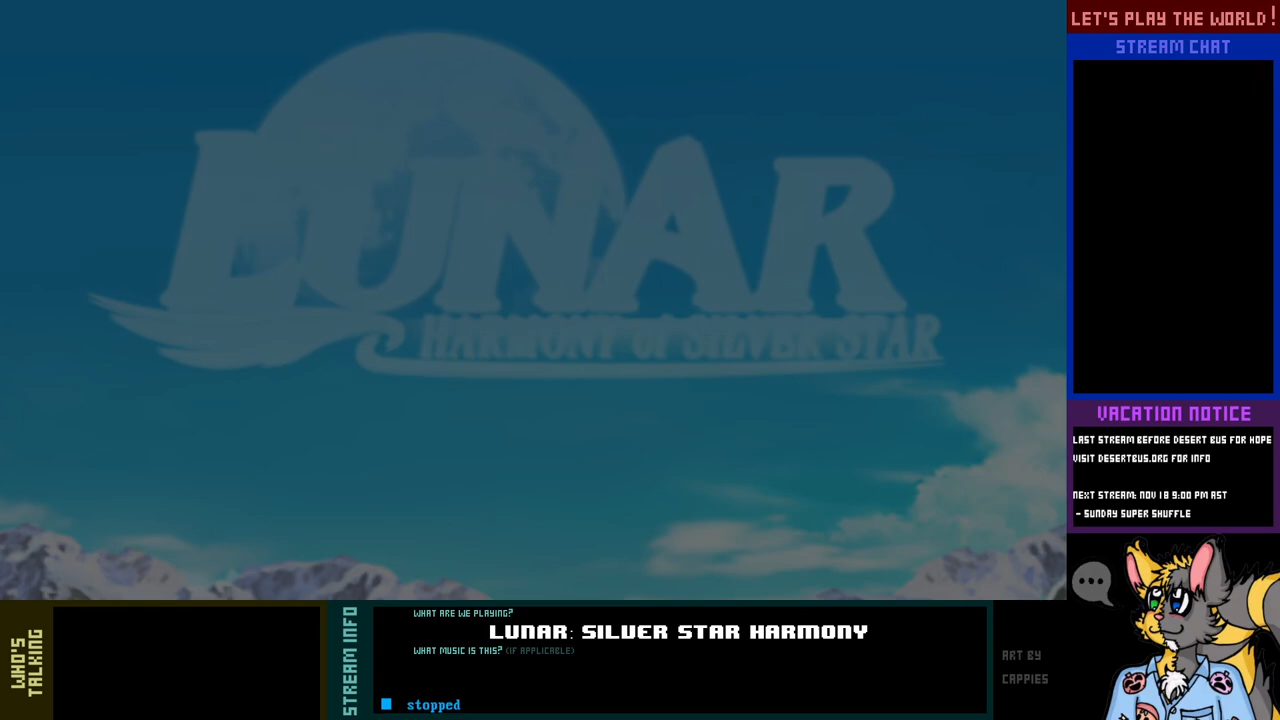 LUNAR
HARMONY of SILVER STAR
LET'S PLAY THE WORLD!
STREAM CHAT
VACATION NOTICE
LAST STREAM BEFORE DESERT BUS FOR HOPE
VISIT DESERTBUS.ORG FOR INFO
NEXT STREAM: NOV 18 9:00 PM AST
- SUNDAY SUPER SHUFFLE
WHO'S
TALKING
STREAM INFO
WHAT ARE WE PLAYING?
LUNAR: SILVER STAR HARMONY
WHAT MUSIC IS THIS? (IF APPLICABLE)
stopped
ART BY
CAPPIES